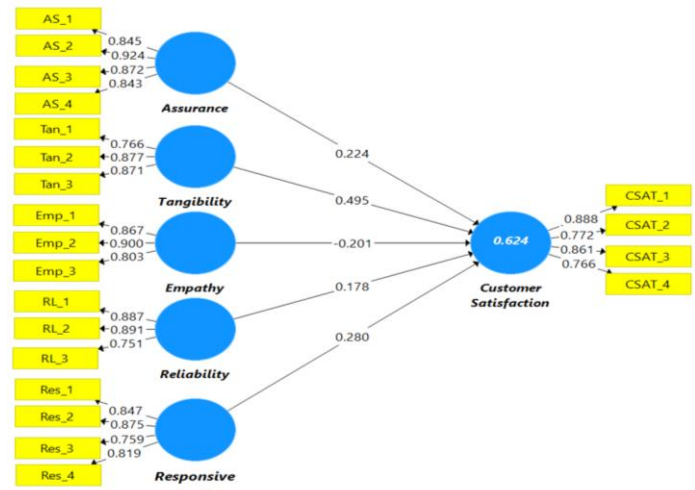 AS_1
0.845
AS_2
0.924
AS_3
0.872
0.843
AS_4
Assurance
0.224
Tan_1
0.766
Tan_2
0.877
0.871
Tan_3
Tangibility
0.495
Emp_1
0.867
Emp_2
0.900
0.803
Emp_3
Empathy
-0.201
RL_1
0.887
RL_2
0.891
0.751
RL_3
Reliability
0.178
Res_1
0.847
Res_2
0.875
0.759
Res_3
0.819
Res_4
Responsive
0.280
0.624
Customer
Satisfaction
0.888
CSAT_1
0.772
CSAT_2
0.861
CSAT_3
0.766
CSAT_4